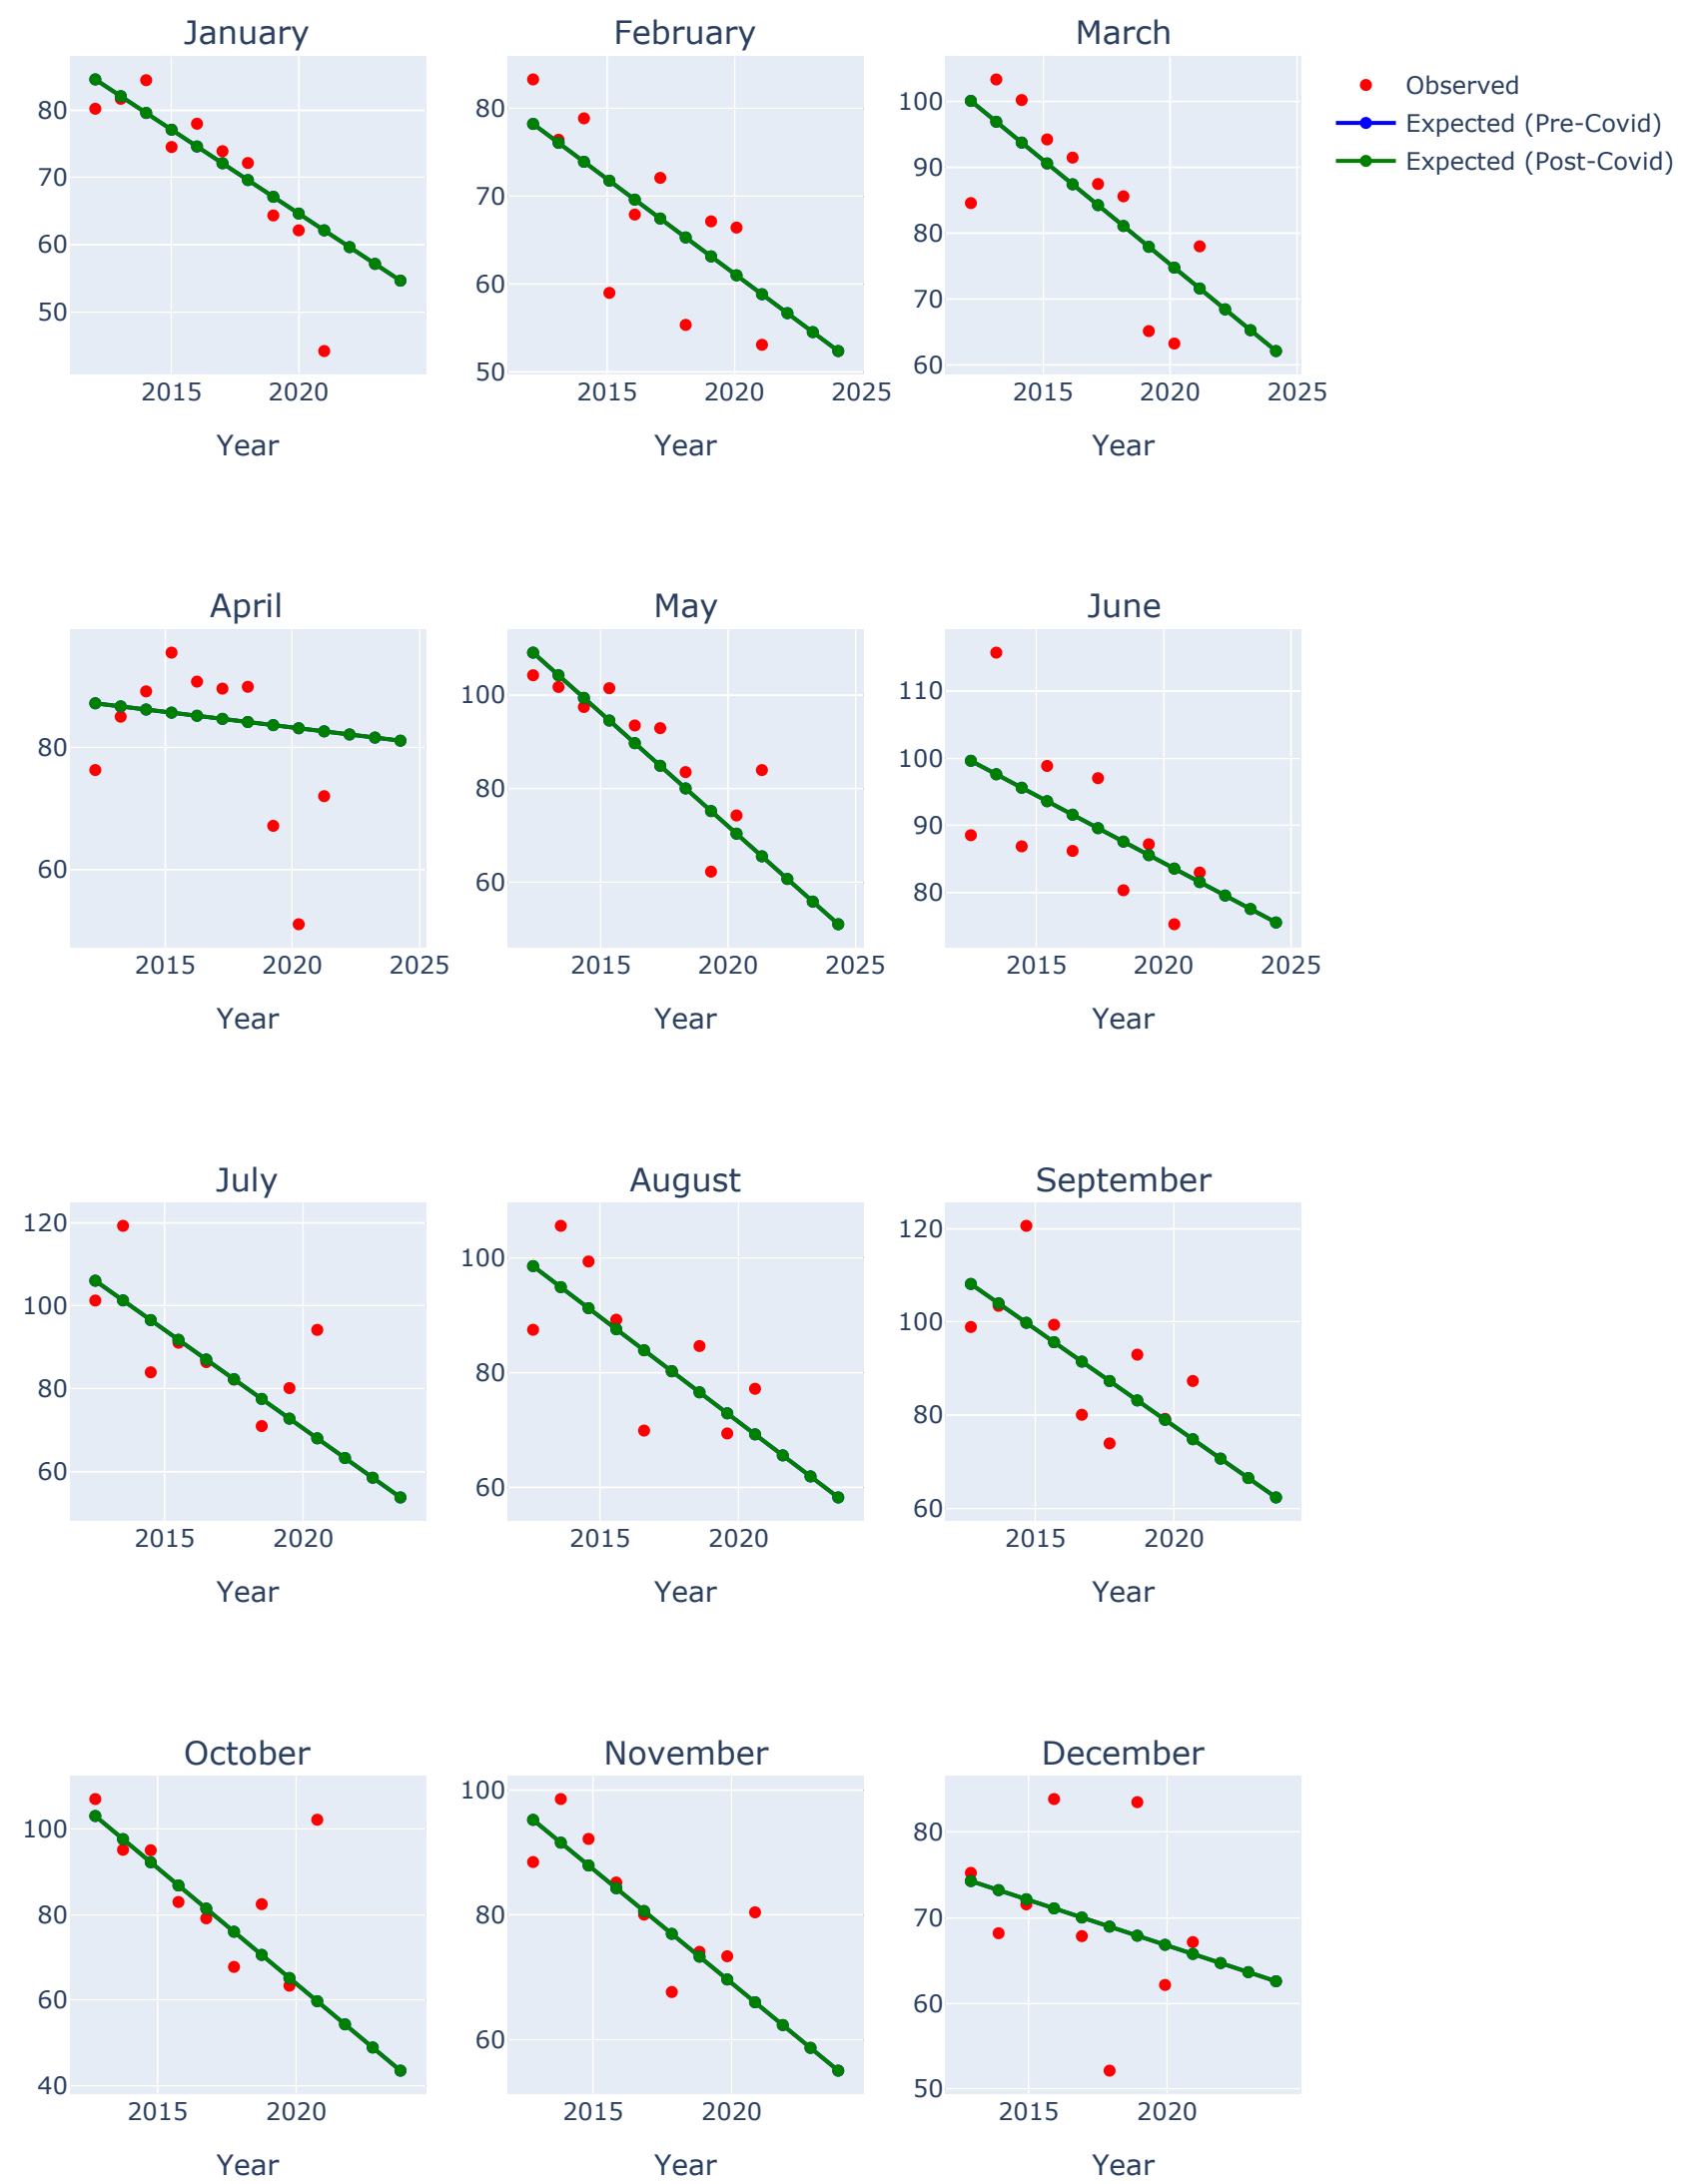 January
February
March
Observed
Expected (Pre-Covid)
Expected (Post-Covid)
80
70
60
50
2015
2020
Year
80
70
60
50
2015
2020
2025
Year
100
90
80
70
60
2015
2020
2025
Year
April
May
June
80
60
2015
2020
2025
Year
100
80
60
2015
2020
2025
Year
110
100
90
80
2015
2020
2025
Year
July
August
September
120
100
80
60
2015
2020
Year
100
80
60
2015
2020
Year
120
100
80
60
2015
2020
Year
October
November
December
100
80
60
40
2015
2020
Year
100
80
60
2015
2020
Year
80
70
60
50
2015
2020
Year